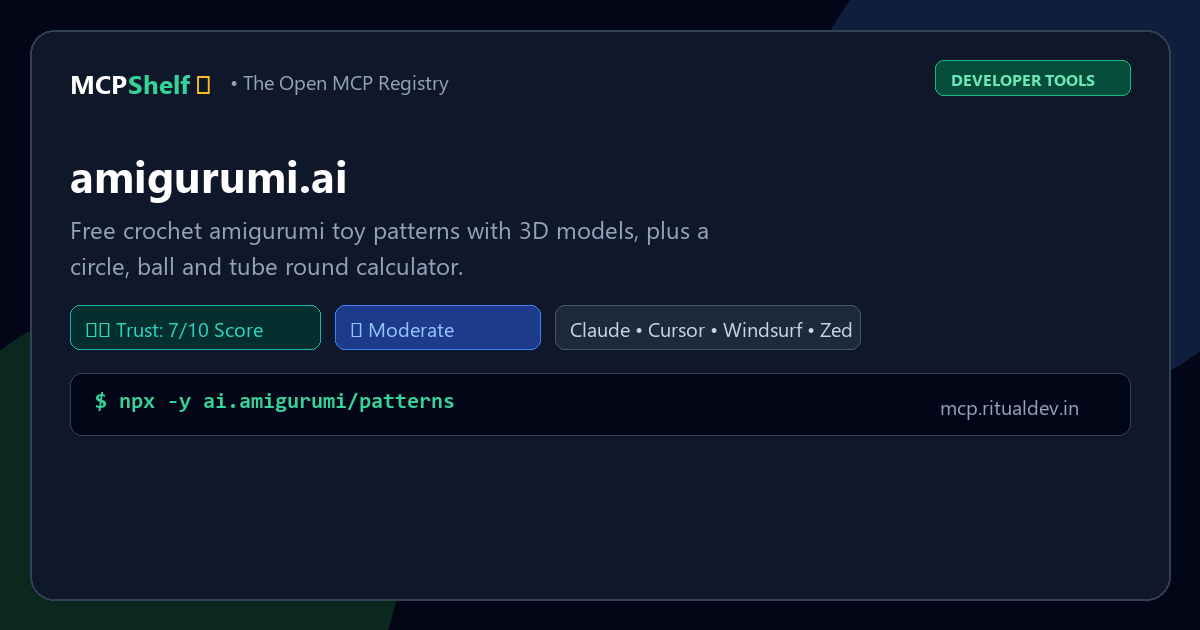 MCPShelf • The Open MCP Registry
DEVELOPER TOOLS
amigurumi.ai
Free crochet amigurumi toy patterns with 3D models, plus a
circle, ball and tube round calculator.
Trust: 7/10 Score
Moderate
Claude • Cursor • Windsurf • Zed
$ npx -y ai.amigurumi/patterns
mcp.ritualdev.in